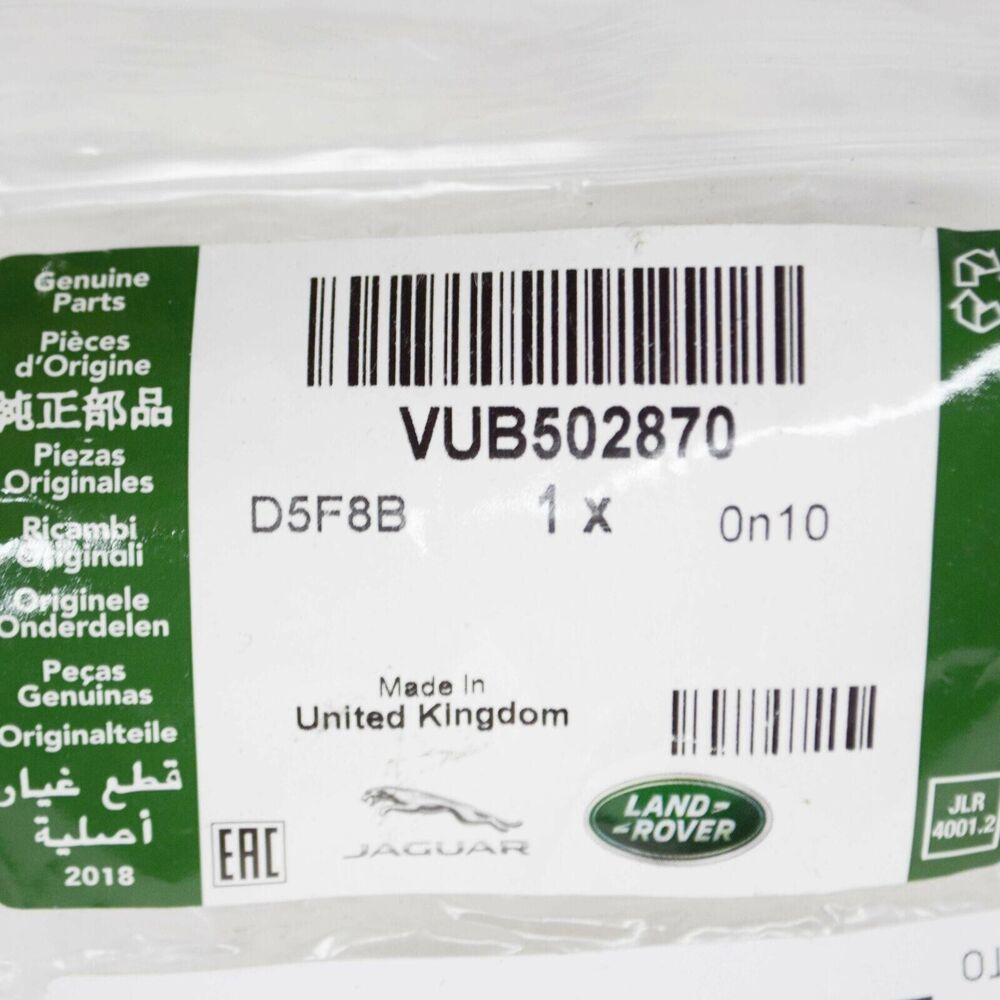 Genuine
Parts
Pièces
d'Origine
純正部品
Piezas
Originales
Ricambi
Originali
Originele
Onderdelen
Peças
Genuinas
Originalteile
قطع غيار
أصلية
2018
VUB502870
D5F8B 1 x 0n10
Made In
United Kingdom
EAC
JAGUAR
LAND-
-ROVER
JLR
4001.2